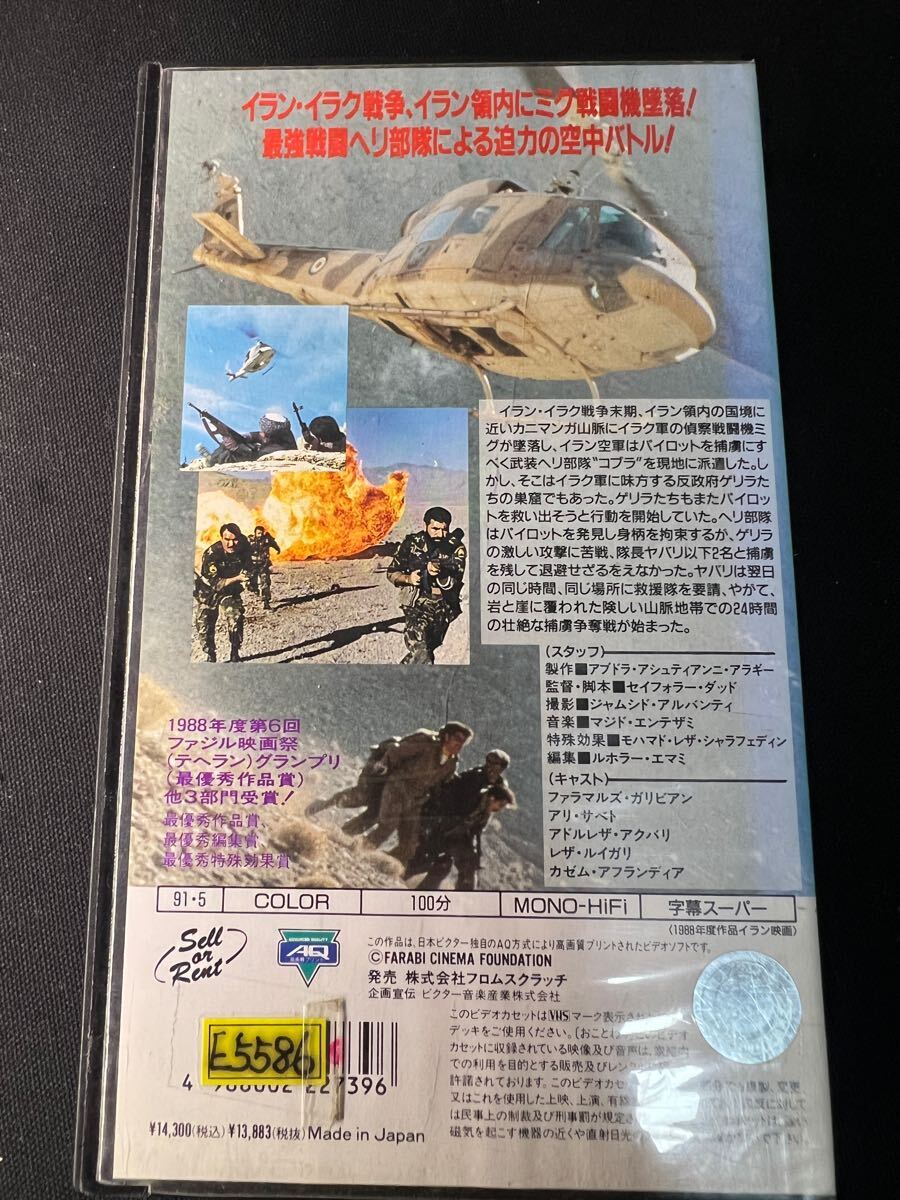 イラン・イラク戦争、イラン領内にミグ戦闘機墜落!
最強戦闘ヘリ部隊による迫力の空中バトル!
イラン・イラク戦争末期、イラン領内の国境に
近いカニマンガ山脈にイラク軍の偵察戦闘機ミ
グが墜落し、イラン空軍はパイロットを捕虜にす
べく武装ヘリ部隊“コブラ”を現地に派遣した。し
かし、そこはイラク軍に味方する反政府ゲリラた
ちの巣窟でもあった。ゲリラたちもまたパイロッ
トを救い出そうと行動を開始していた。ヘリ部隊
はパイロットを発見し身柄を拘束するが、ゲリラ
の激しい攻撃に苦戦、隊長ヤバリ以下2名と捕虜
を残して退避せざるをえなかった。ヤバリは翌日
の同じ時間、同じ場所に救援隊を要請、やがて、
岩と崖に覆われた険しい山脈地帯での24時間
の壮絶な捕虜争奪戦が始まった。
〈スタッフ〉
製作■アブドラ・アシュティアンニ・アラギー
監督・脚本■セイフォラー・ダッド
撮影■ジャムシド・アルバンティ
音楽■マジド・エンテザミ
特殊効果■モハマド・レザ・シャラフェディン
編集■ルホラー・エマミ
〈キャスト〉
ファラマルズ・ガリビアン
アリ・サベト
アドルレザ・アクバリ
レザ・ルイガリ
カゼム・アフランディア
1988年度第6回
ファジル映画祭
(テヘラン)グランプリ
(最優秀作品賞)
他3部門受賞!
最優秀作品賞、
最優秀編集賞
最優秀特殊効果賞
91・5 COLOR 100分 MONO-HiFi 字幕スーパー
(1988年度作品イラン映画)
Sell or Rent
ADVANCED QUALITY
AQ
高画質プリント
この作品は、日本ビクター独自のAQ方式により高画質プリントされたビデオソフトです。
©FARABI CINEMA FOUNDATION
発売 株式会社フロムスクラッチ
企画宣伝 ビクター音楽産業株式会社
このビデオカセットはVHSマーク表示された
デッキをご使用ください。〔おことわり〕このビデオ
カセットに収録されている映像及び音声は、家庭内
での利用を目的とする販売及びレンタル
許諾されております。このビデオカセ
又はこれを使用した上映、上演、有線
は民事上の制裁及び刑事罰が規定さ
磁気を起こす機器の近くや直射日光の
E5586
4 988002 227396
¥14,300(税込)¥13,883(税抜) Made in Japan